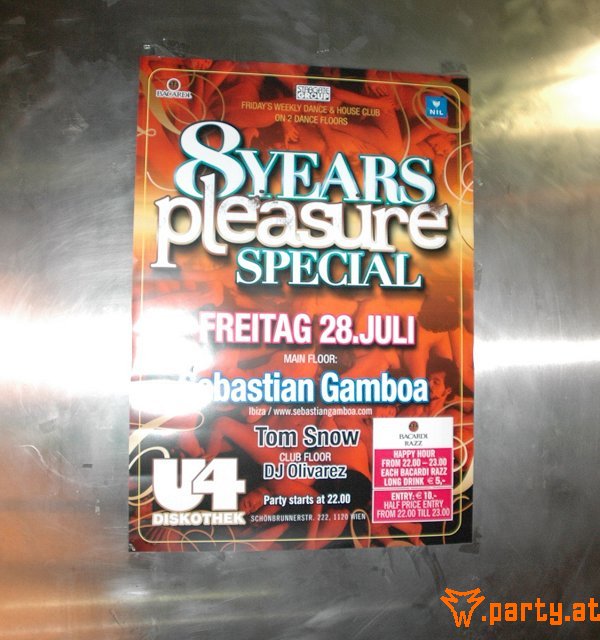 BACARDI
STARGATE
GROUP
NIL
FRIDAY'S WEEKLY DANCE & HOUSE CLUB
ON 2 DANCE FLOORS
8 YEARS
pleasure
SPECIAL
FREITAG 28.JULI
MAIN FLOOR:
Sebastian Gamboa
Ibiza / www.sebastiangamboa.com
Tom Snow
CLUB FLOOR
DJ Olivarez
Party starts at 22.00
U4
DISKOTHEK
SCHÖNBRUNNERSTR. 222, 1120 WIEN
BACARDI
RAZZ
HAPPY HOUR
FROM 22.00 – 23.00
EACH BACARDI RAZZ
LONG DRINK € 5,-
ENTRY: € 10.-
HALF PRICE ENTRY
FROM 22.00 TILL 23.00
.party.at